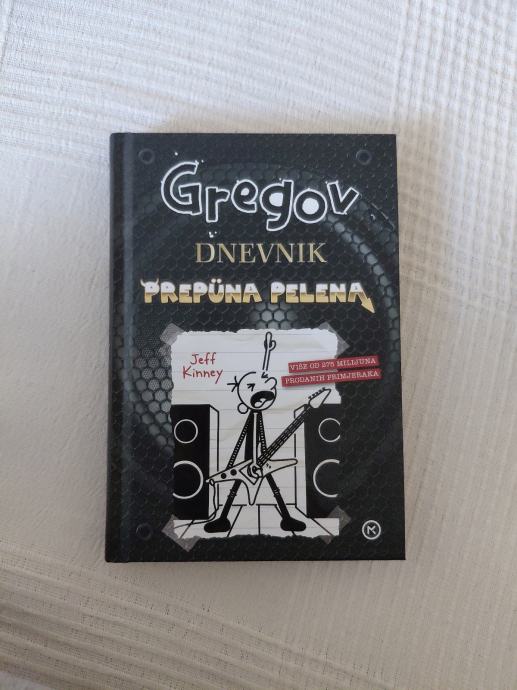 Gregov
DNEVNIK
PREPÜNA PELENA
Jeff
Kinney
VIŠE OD 275 MILIJUNA
PRODANIH PRIMJERAKA